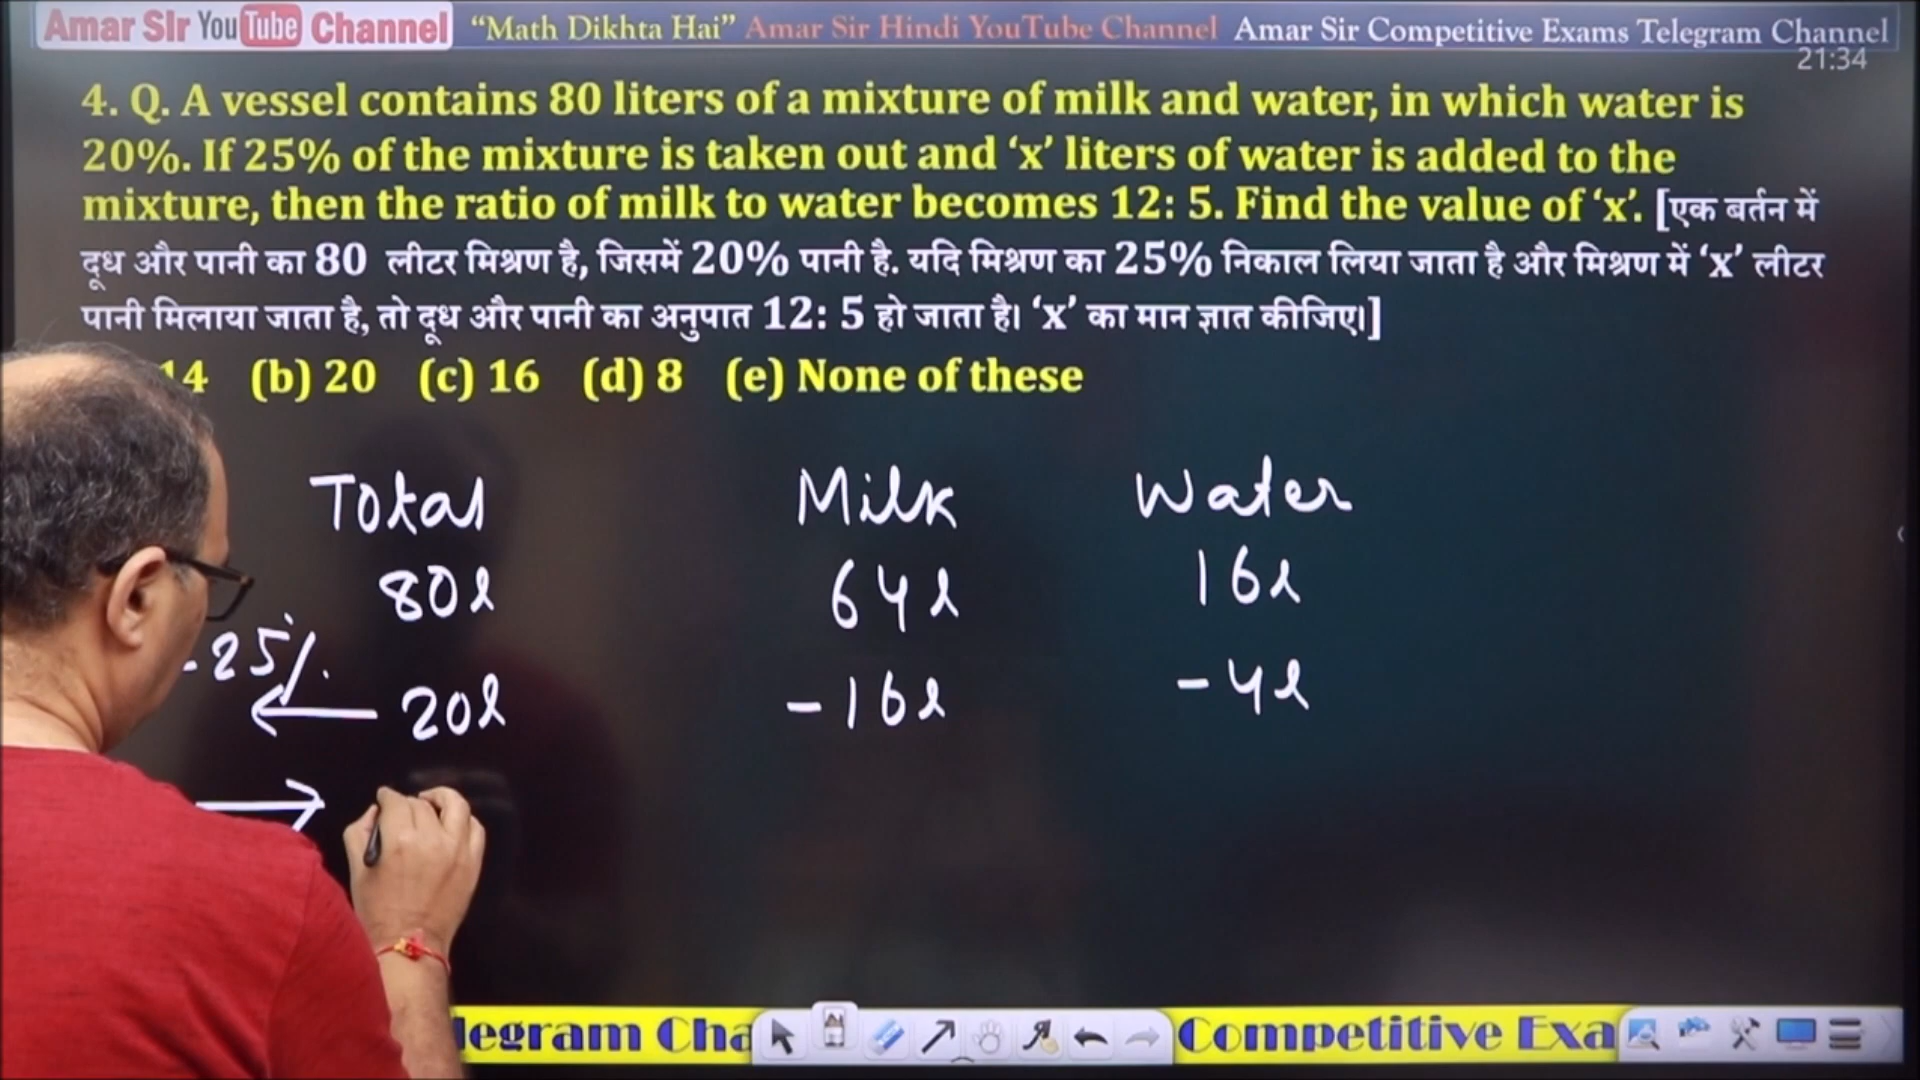 Amar Sir YouTube Channel "Math Dikhta Hai" Amar Sir Hindi YouTube Channel Amar Sir Competitive Exams Telegram Channel
21:34
4. Q. A vessel contains 80 liters of a mixture of milk and water, in which water is
20%. If 25% of the mixture is taken out and ‘x’ liters of water is added to the
mixture, then the ratio of milk to water becomes 12: 5. Find the value of ‘x’. [एक बर्तन में
दूध और पानी का 80 लीटर मिश्रण है, जिसमें 20% पानी है. यदि मिश्रण का 25% निकाल लिया जाता है और मिश्रण में ‘x’ लीटर
पानी मिलाया जाता है, तो दूध और पानी का अनुपात 12: 5 हो जाता है। ‘x’ का मान ज्ञात कीजिए।]
14 (b) 20 (c) 16 (d) 8 (e) None of these
Total Milk Water
80l 64l 16l
-25%
20l -16l -4l
legram Cha Competitive Exa